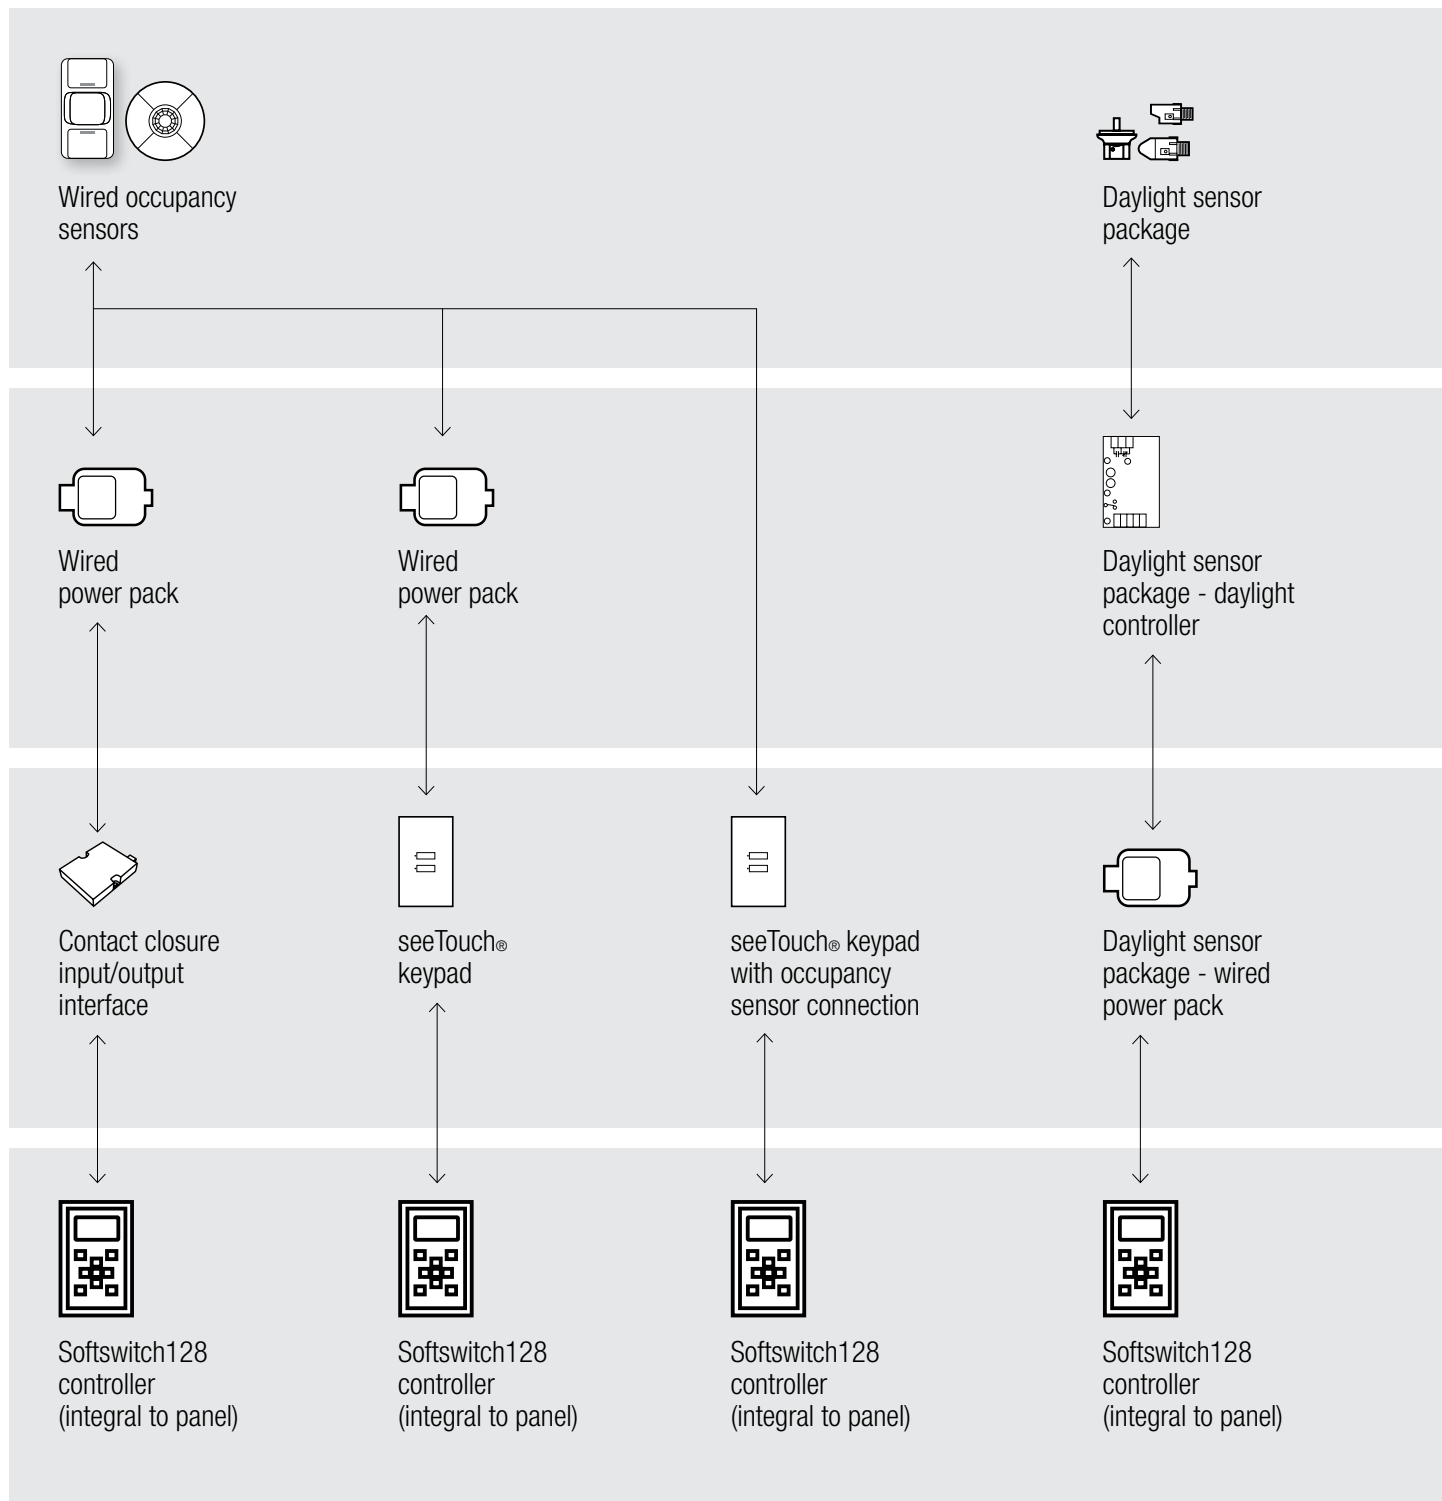 Wired occupancy
sensors
Daylight sensor
package
Wired
power pack
Wired
power pack
Daylight sensor
package - daylight
controller
Contact closure
input/output
interface
seeTouch®
keypad
seeTouch® keypad
with occupancy
sensor connection
Daylight sensor
package - wired
power pack
Softswitch128
controller
(integral to panel)
Softswitch128
controller
(integral to panel)
Softswitch128
controller
(integral to panel)
Softswitch128
controller
(integral to panel)